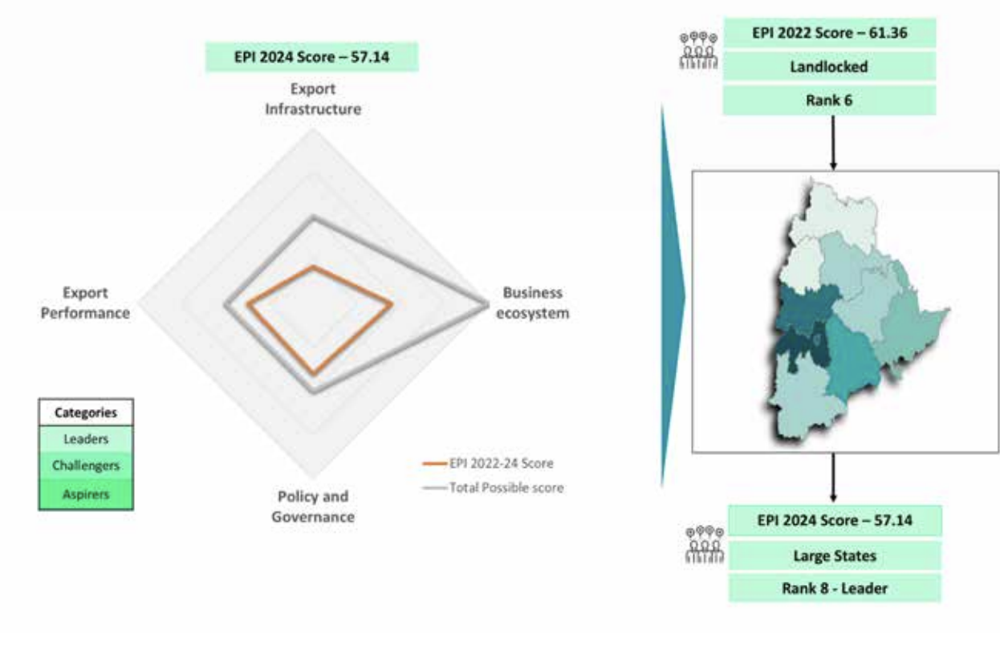 EPI 2024 Score – 57.14
Export
Infrastructure
Export
Performance
Business
ecosystem
Policy and
Governance
Categories
Leaders
Challengers
Aspirers
EPI 2022-24 Score
Total Possible score
EPI 2022 Score – 61.36
Landlocked
Rank 6
EPI 2024 Score – 57.14
Large States
Rank 8 - Leader